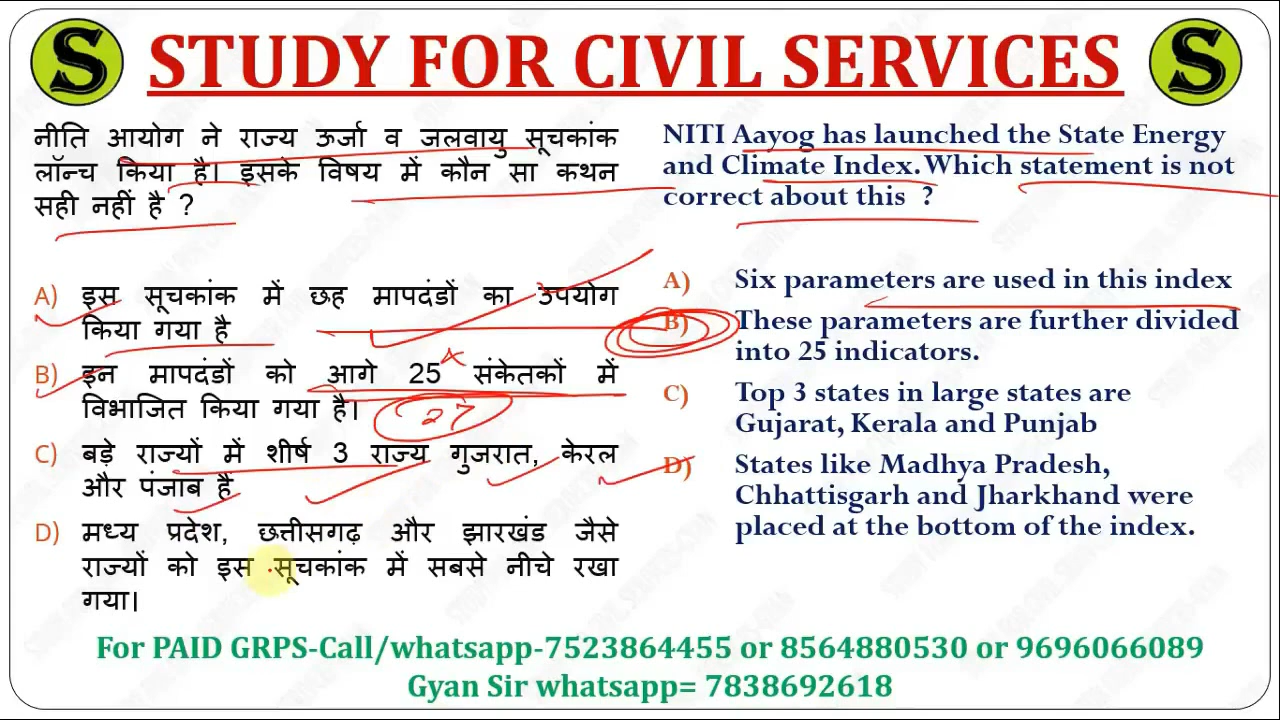 S
STUDY FOR CIVIL SERVICES
S
नीति आयोग ने राज्य ऊर्जा व जलवायु सूचकांक
लॉन्च किया है। इसके विषय में कौन सा कथन
सही नहीं है ?
A) इस सूचकांक में छह मापदंडों का उपयोग
किया गया है
B) इन मापदंडों को आगे 25 संकेतकों में
विभाजित किया गया है।
27
C) बड़े राज्यों में शीर्ष 3 राज्य गुजरात, केरल
और पंजाब है
D) मध्य प्रदेश, छत्तीसगढ़ और झारखंड जैसे
राज्यों को इस सूचकांक में सबसे नीचे रखा
गया।
NITI Aayog has launched the State Energy
and Climate Index. Which statement is not
correct about this ?
A) Six parameters are used in this index
B) These parameters are further divided
into 25 indicators.
C) Top 3 states in large states are
Gujarat, Kerala and Punjab
D) States like Madhya Pradesh,
Chhattisgarh and Jharkhand were
placed at the bottom of the index.
For PAID GRPS-Call/whatsapp-7523864455 or 8564880530 or 9696066089
Gyan Sir whatsapp= 7838692618